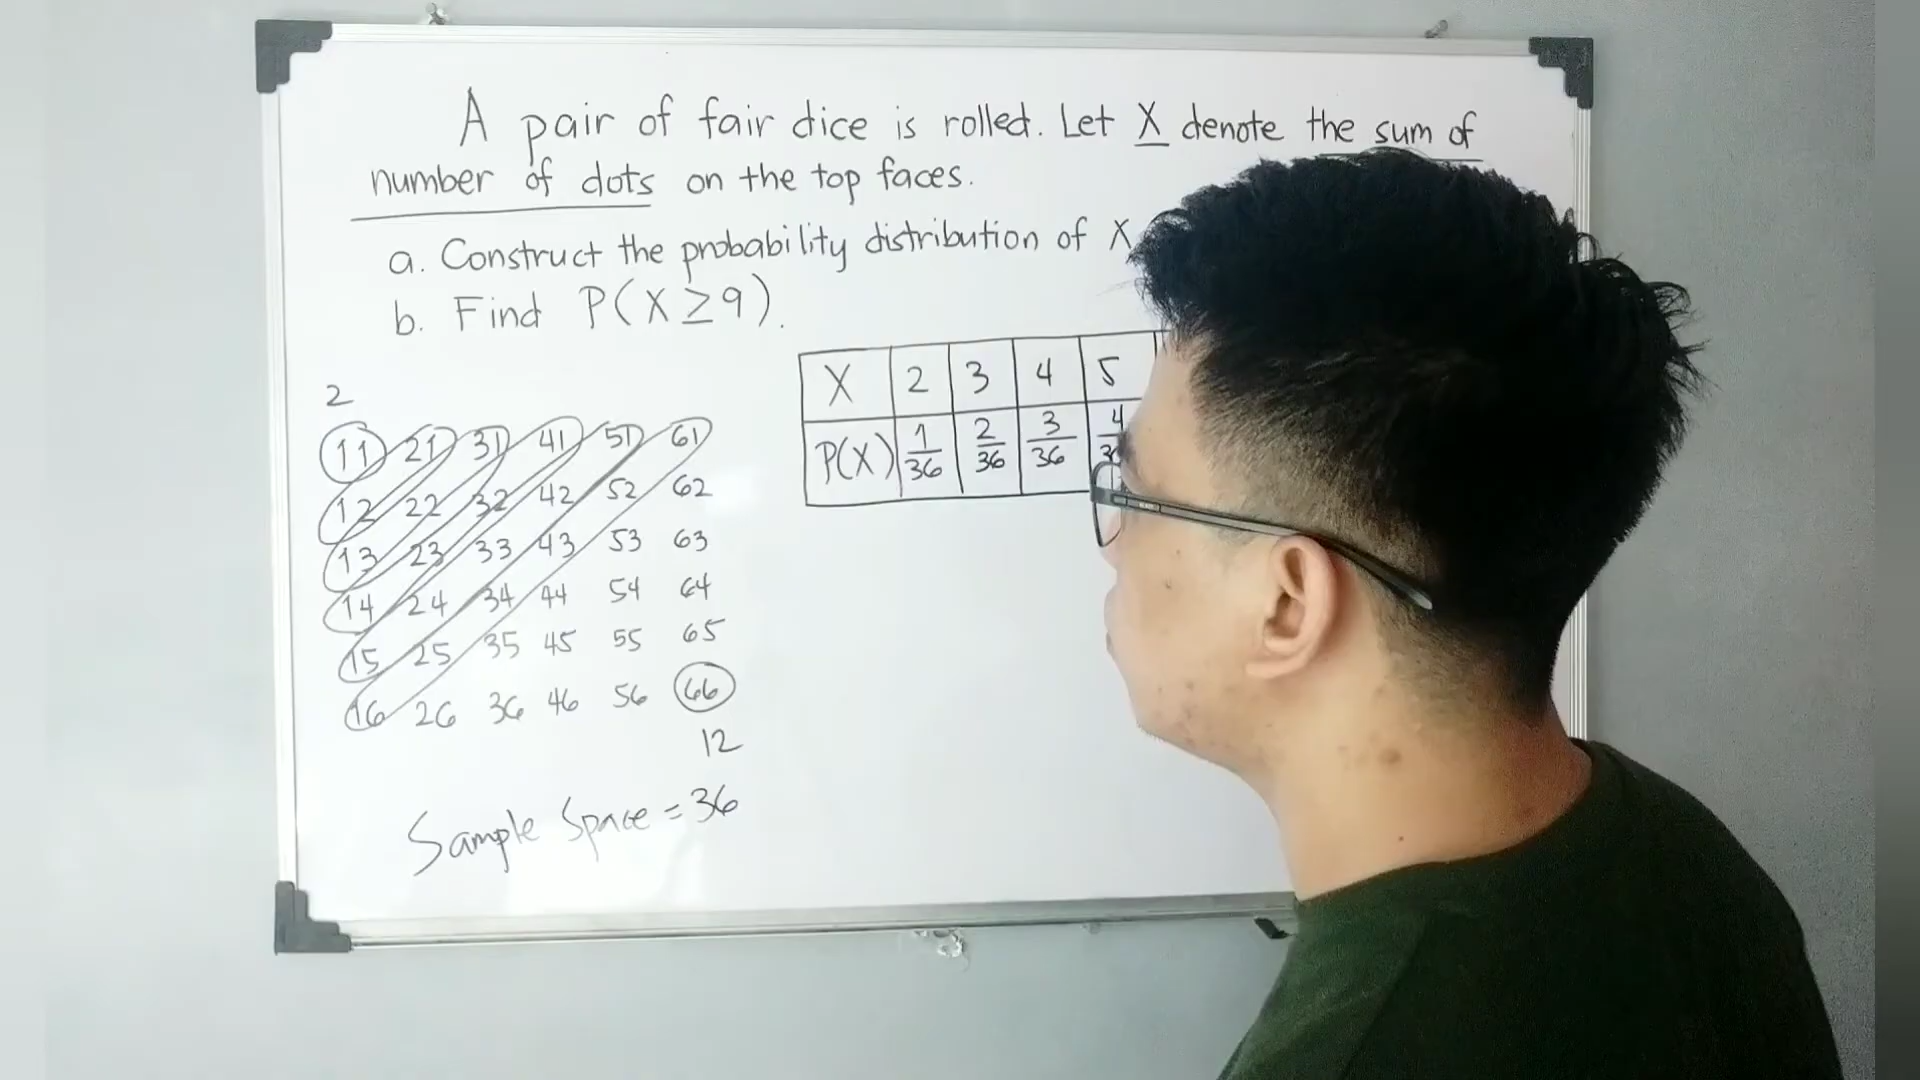 A pair of fair dice is rolled. Let X denote the sum of
number of dots on the top faces.
a. Construct the probability distribution of X
b. Find P(X ≥ 9).
X 2 3 4 5
P(X) 1/36 2/36 3/36 4
2
11 21 31 41 51 61
12 22 32 42 52 62
13 23 33 43 53 63
14 24 34 44 54 64
15 25 35 45 55 65
16 26 36 46 56 66
12
Sample Space = 36